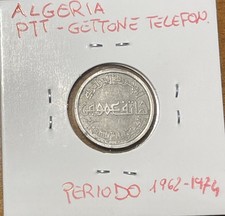 ALGERIA
PTT - GETTONE TELEFON.
PERIODO 1962-1974